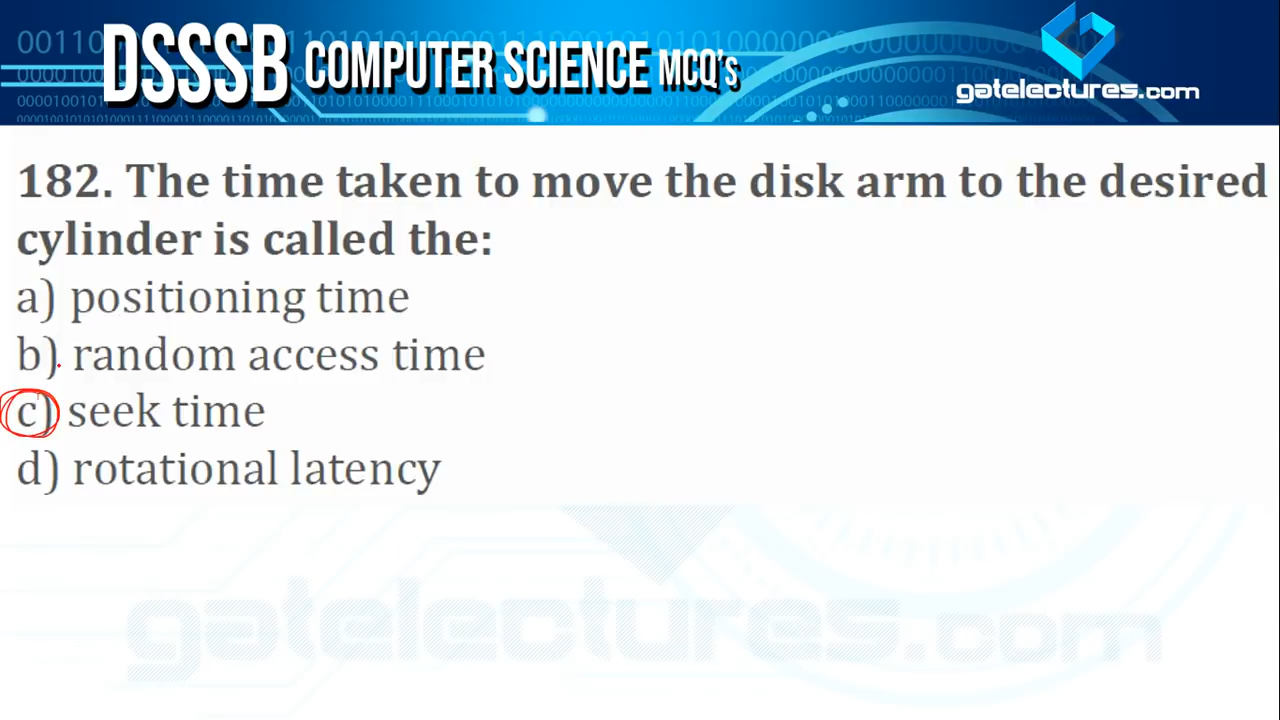 DSSSB COMPUTER SCIENCE MCQ'S
gatelectures.com
182. The time taken to move the disk arm to the desired
cylinder is called the:
a) positioning time
b) random access time
c) seek time
d) rotational latency
gatelectures.com